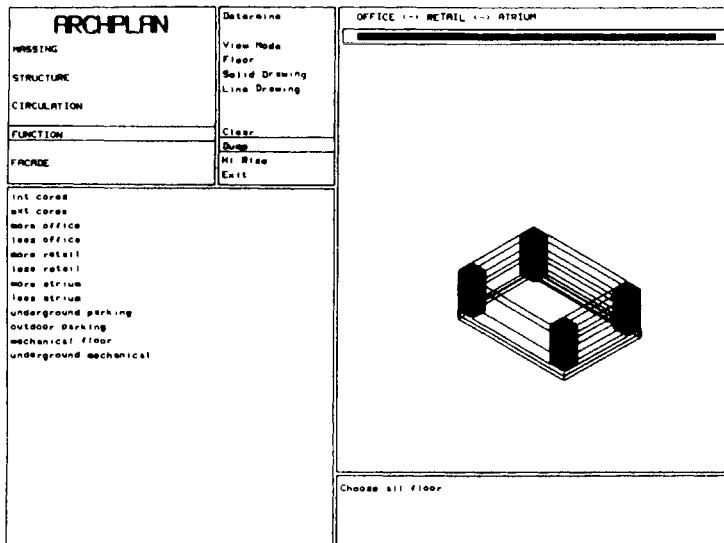 ARCHPLAN
MASSING
STRUCTURE
CIRCULATION
FUNCTION
FACADE
Determine
View Mode
Floor
Solid Drawing
Line Drawing
Clear
Dump
Hi Rise
Exit
OFFICE <-> RETAIL <-> ATRIUM
int cores
ext cores
more office
less office
more retail
less retail
more atrium
less atrium
underground parking
outdoor parking
mechanical floor
underground mechanical
Choose all floor